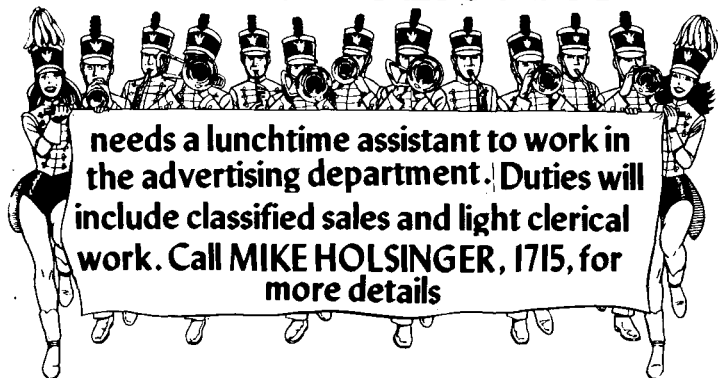 needs a lunchtime assistant to work in
the advertising department. Duties will
include classified sales and light clerical
work. Call MIKE HOLSINGER, 1715, for
more details